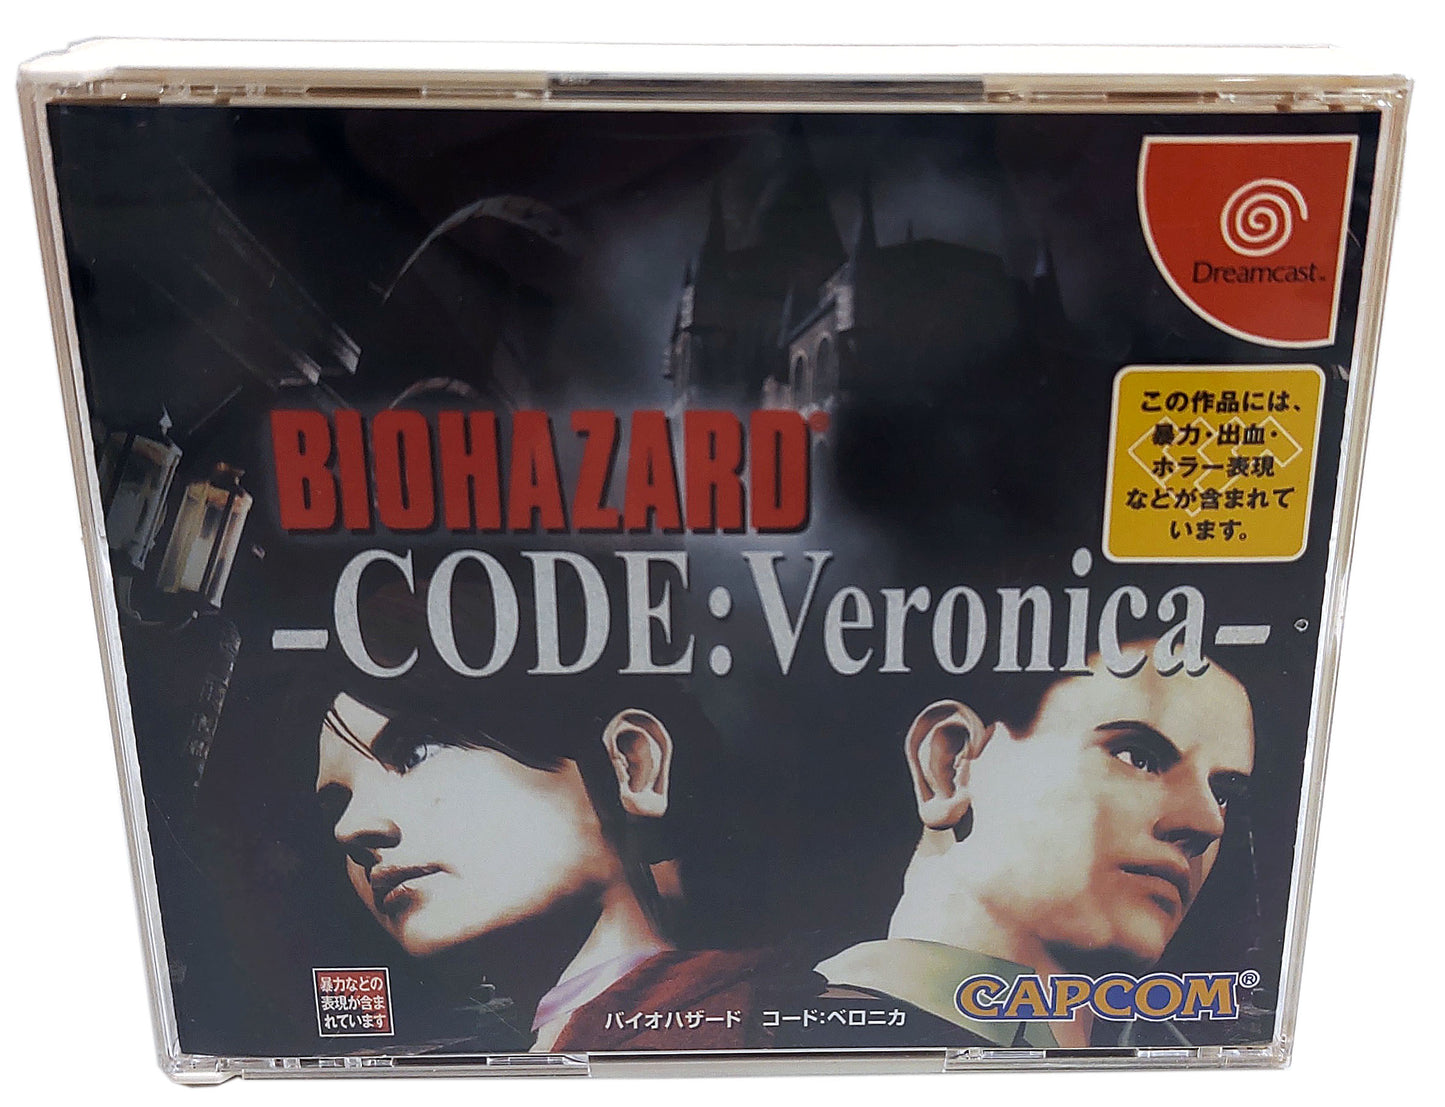 Dreamcast™
この作品には、
暴力・出血・
ホラー表現
などが含まれて
います。
BIOHAZARD®
-CODE:Veronica-
暴力などの
表現が含ま
れています
バイオハザード コード:ベロニカ
CAPCOM®